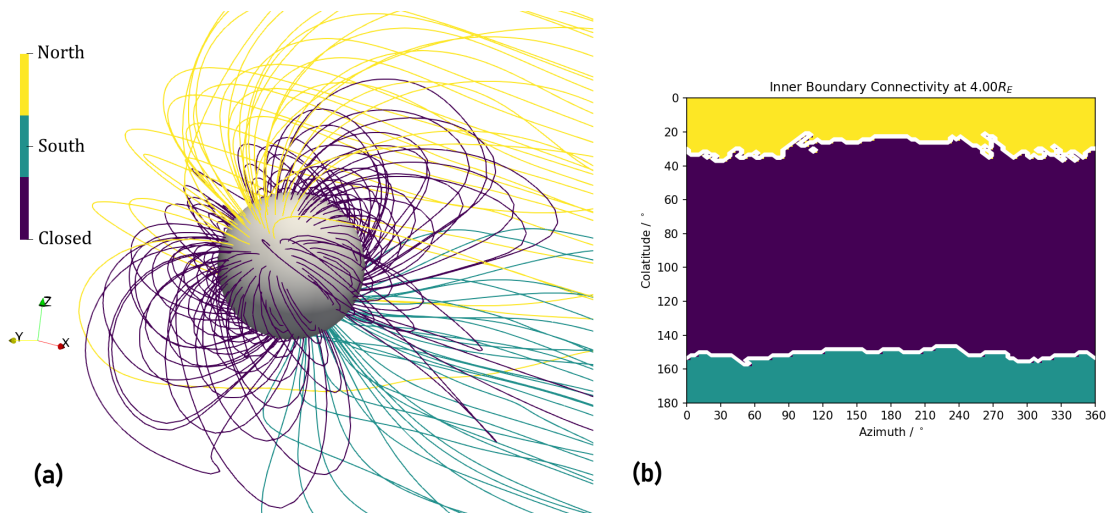 North
South
Closed
Z
Y
X
(a)
Inner Boundary Connectivity at 4.00R_E
0
20
40
60
80
100
120
140
160
180
Colatitude / °
0 30 60 90 120 150 180 210 240 270 300 330 360
Azimuth / °
(b)